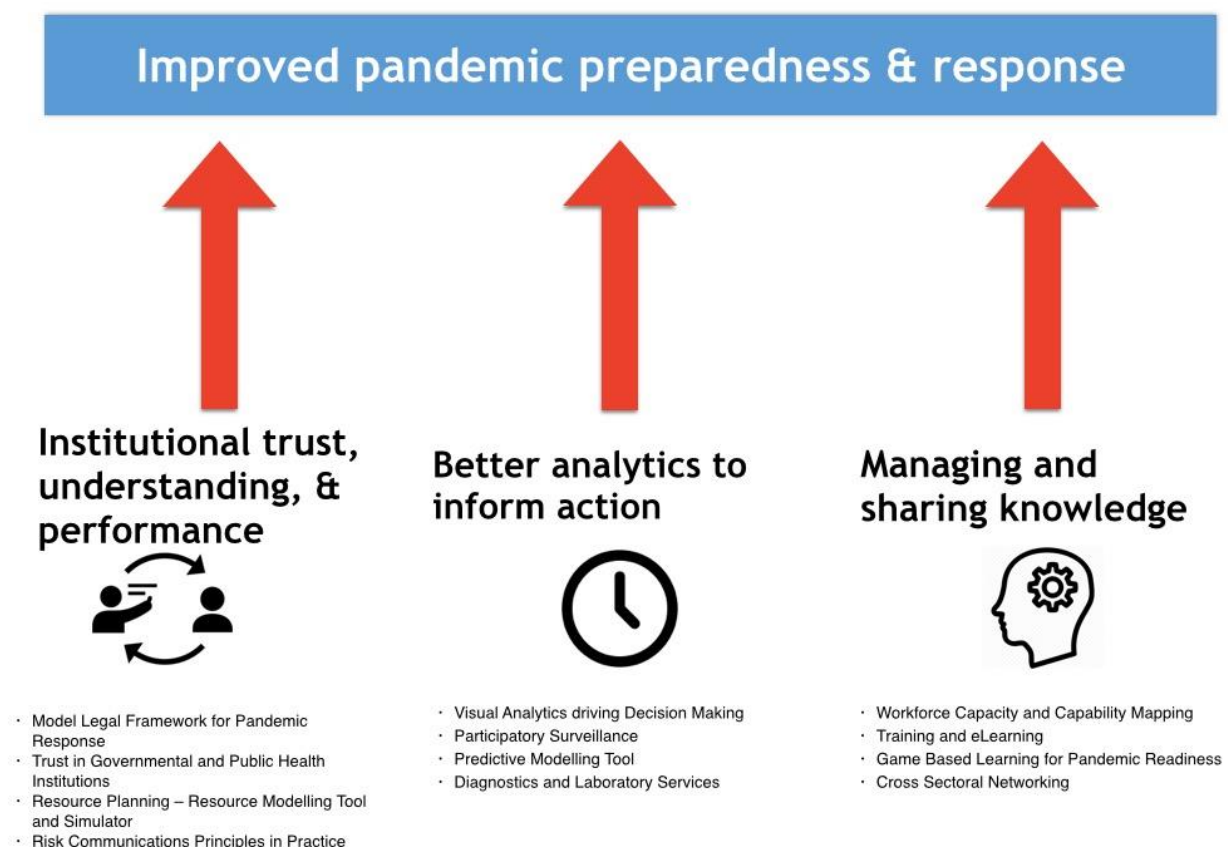 Improved pandemic preparedness & response
Institutional trust,
understanding, &
performance
· Model Legal Framework for Pandemic
Response
· Trust in Governmental and Public Health
Institutions
· Resource Planning – Resource Modelling Tool
and Simulator
· Risk Communications Principles in Practice
Better analytics to
inform action
· Visual Analytics driving Decision Making
· Participatory Surveillance
· Predictive Modelling Tool
· Diagnostics and Laboratory Services
Managing and
sharing knowledge
· Workforce Capacity and Capability Mapping
· Training and eLearning
· Game Based Learning for Pandemic Readiness
· Cross Sectoral Networking